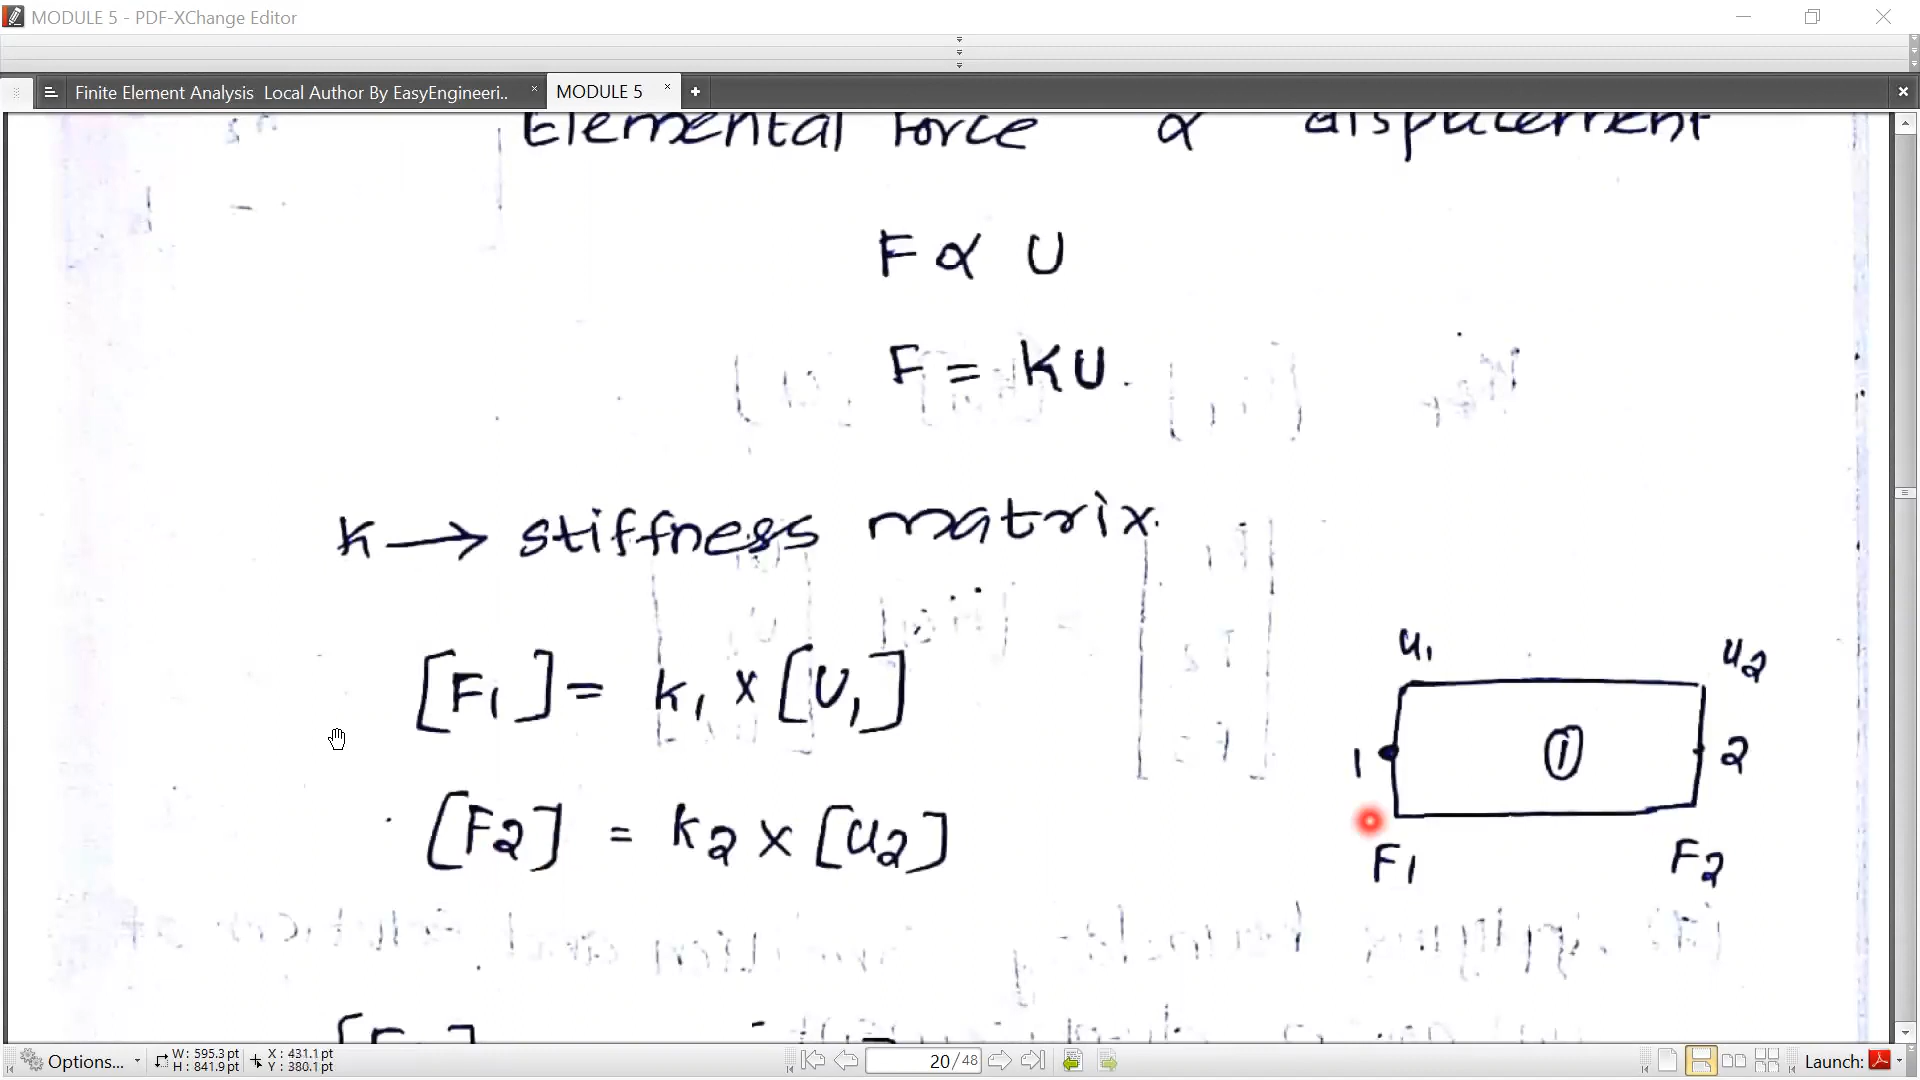 MODULE 5 - PDF-XChange Editor
Finite Element Analysis Local Author By EasyEngineeri..
MODULE 5
Elemental Force ∝ displacement
F ∝ U
F = KU.
k → stiffness matrix.
[F1] = k1 × [U1]
[F2] = k2 × [u2]
u1 u2
1 ① 2
F1 F2
Options...
W: 595.3 pt
H: 841.9 pt
X: 431.1 pt
Y: 380.1 pt
20 / 48
Launch: